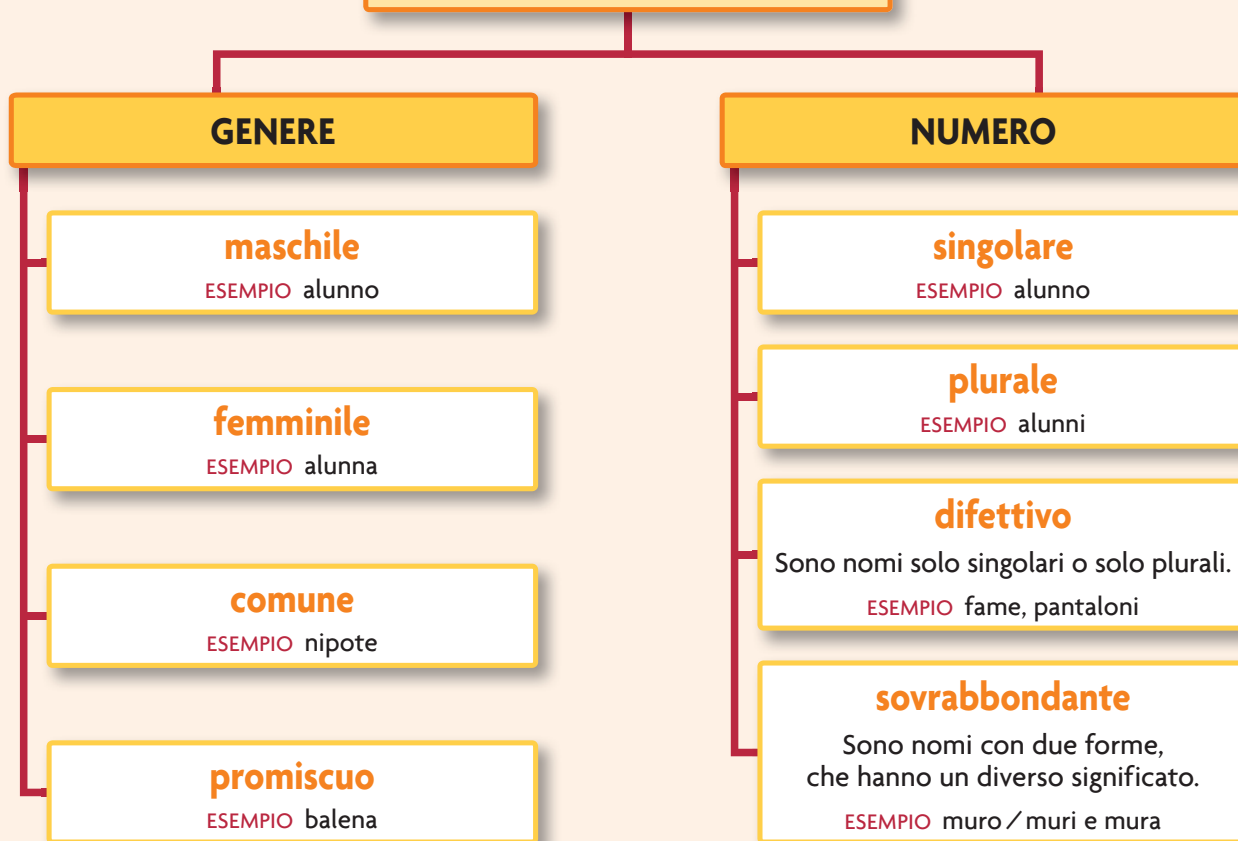 GENERE
maschile
ESEMPIO alunno
femminile
ESEMPIO alunna
comune
ESEMPIO nipote
promiscuo
ESEMPIO balena
NUMERO
singolare
ESEMPIO alunno
plurale
ESEMPIO alunni
difettivo
Sono nomi solo singolari o solo plurali.
ESEMPIO fame, pantaloni
sovrabbondante
Sono nomi con due forme,
che hanno un diverso significato.
ESEMPIO muro/muri e mura